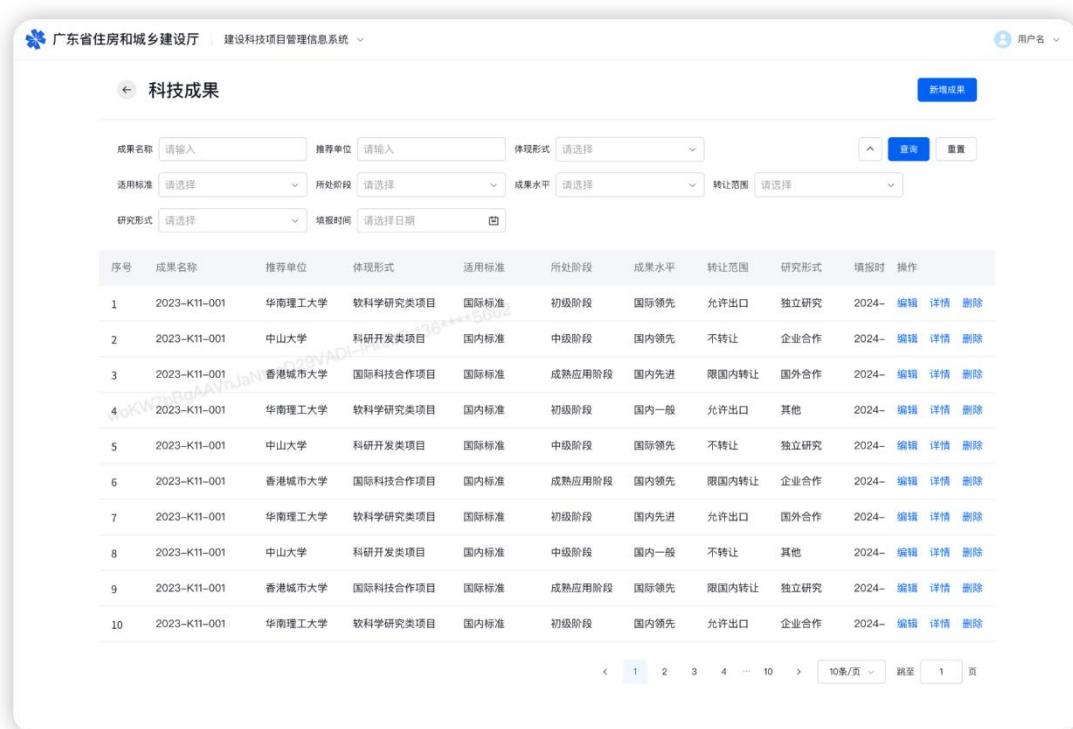 广东省住房和城乡建设厅 建设科技项目管理信息系统 用户名
科技成果 新增成果
成果名称 请输入 推荐单位 请输入 体现形式 请选择 查询 重置
适用标准 请选择 所处阶段 请选择 成果水平 请选择 转让范围 请选择
研究形式 请选择 填报时间 请选择日期
序号 成果名称 推荐单位 体现形式 适用标准 所处阶段 成果水平 转让范围 研究形式 填报时 操作
1 2023-K11-001 华南理工大学 软科学研究类项目 国际标准 初级阶段 国际领先 允许出口 独立研究 2024- 编辑 详情 删除
2 2023-K11-001 中山大学 科研开发类项目 国内标准 中级阶段 国内领先 不转让 企业合作 2024- 编辑 详情 删除
3 2023-K11-001 香港城市大学 国际科技合作项目 国际标准 成熟应用阶段 国内先进 限国内转让 国外合作 2024- 编辑 详情 删除
4 2023-K11-001 华南理工大学 软科学研究类项目 国内标准 初级阶段 国内一般 允许出口 其他 2024- 编辑 详情 删除
5 2023-K11-001 中山大学 科研开发类项目 国际标准 中级阶段 国际领先 不转让 独立研究 2024- 编辑 详情 删除
6 2023-K11-001 香港城市大学 国际科技合作项目 国内标准 成熟应用阶段 国内领先 限国内转让 企业合作 2024- 编辑 详情 删除
7 2023-K11-001 华南理工大学 软科学研究类项目 国际标准 初级阶段 国内先进 允许出口 国外合作 2024- 编辑 详情 删除
8 2023-K11-001 中山大学 科研开发类项目 国内标准 中级阶段 国内一般 不转让 其他 2024- 编辑 详情 删除
9 2023-K11-001 香港城市大学 国际科技合作项目 国际标准 成熟应用阶段 国际领先 限国内转让 独立研究 2024- 编辑 详情 删除
10 2023-K11-001 华南理工大学 软科学研究类项目 国内标准 初级阶段 国内领先 允许出口 企业合作 2024- 编辑 详情 删除
1 2 3 4 ··· 10 10条/页 跳至 1 页